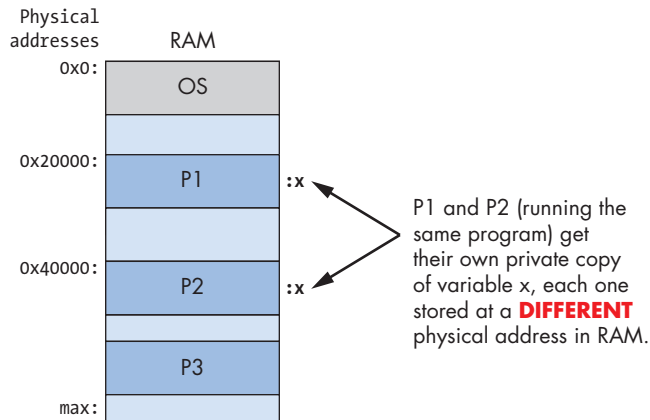 Physical
addresses
RAM
0x0:
OS
0x20000:
P1
:x
P1 and P2 (running the
same program) get
their own private copy
of variable x, each one
stored at a DIFFERENT
physical address in RAM.
0x40000:
P2
:x
P3
max: